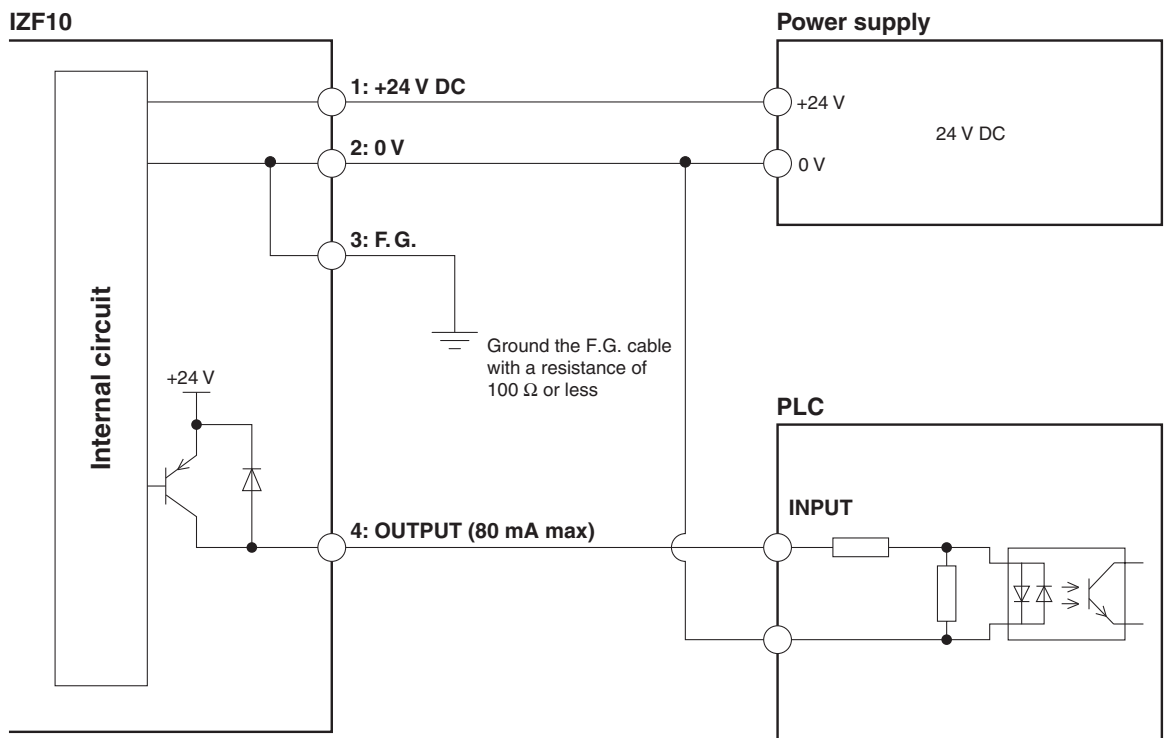 IZF10
Power supply
1: +24 V DC
+24 V
24 V DC
2: 0 V
0 V
3: F. G.
Internal circuit
Ground the F.G. cable
with a resistance of
100 Ω or less
+24 V
PLC
INPUT
4: OUTPUT (80 mA max)